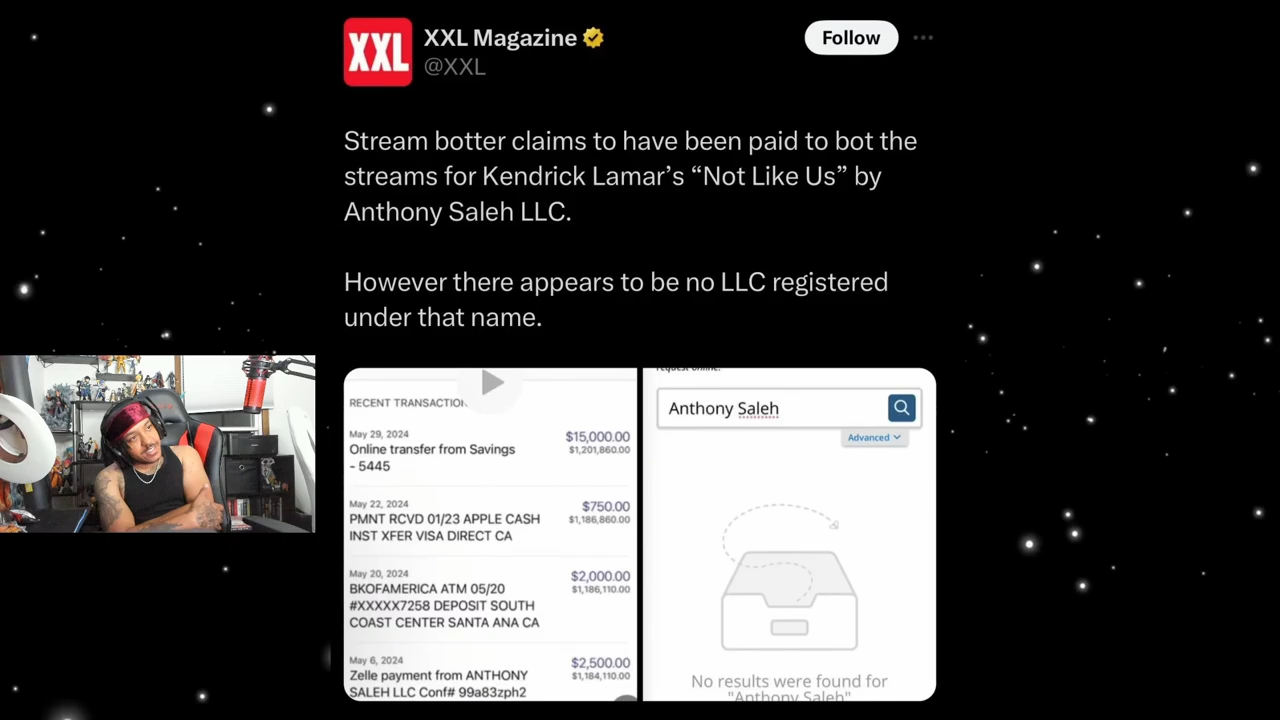 XXL
XXL Magazine
@XXL
Follow
Stream botter claims to have been paid to bot the
streams for Kendrick Lamar’s “Not Like Us” by
Anthony Saleh LLC.
However there appears to be no LLC registered
under that name.
RECENT TRANSACTION
May 29, 2024
Online transfer from Savings
- 5445
$15,000.00
$1,201,860.00
May 22, 2024
PMNT RCVD 01/23 APPLE CASH
INST XFER VISA DIRECT CA
$750.00
$1,186,860.00
May 20, 2024
BKOFAMERICA ATM 05/20
#XXXXX7258 DEPOSIT SOUTH
COAST CENTER SANTA ANA CA
$2,000.00
$1,186,110.00
May 6, 2024
Zelle payment from ANTHONY
SALEH LLC Conf# 99a83zph2
$2,500.00
$1,184,110.00
request online.
Anthony Saleh
Advanced
No results were found for
"Anthony Saleh"